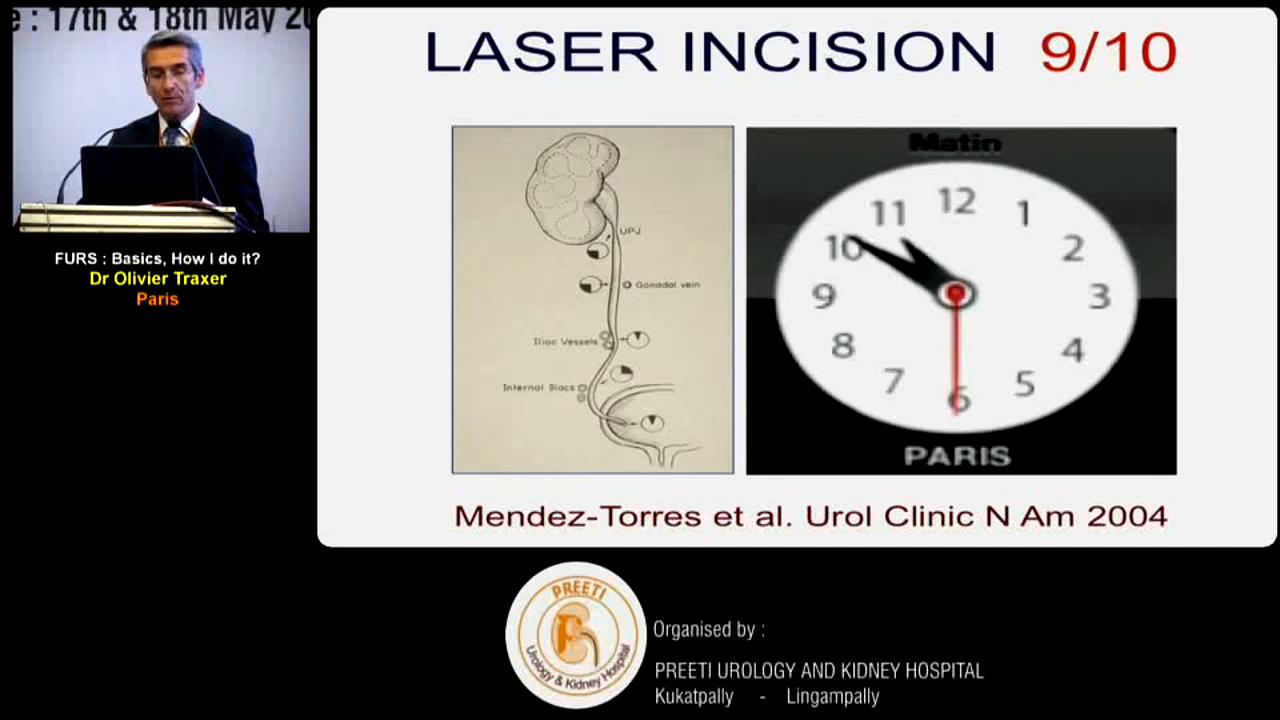 e : 17th & 18th May 20
FURS : Basics, How I do it?
Dr Olivier Traxer
Paris
LASER INCISION 9/10
UPJ
Gonadal vein
Iliac Vessels
Internal Iliacs
Matin
12
11
1
10
2
9
3
8
4
7
5
6
PARIS
Mendez-Torres et al. Urol Clinic N Am 2004
PREETI
Urology & Kidney Hospital
Organised by :
PREETI UROLOGY AND KIDNEY HOSPITAL
Kukatpally - Lingampally